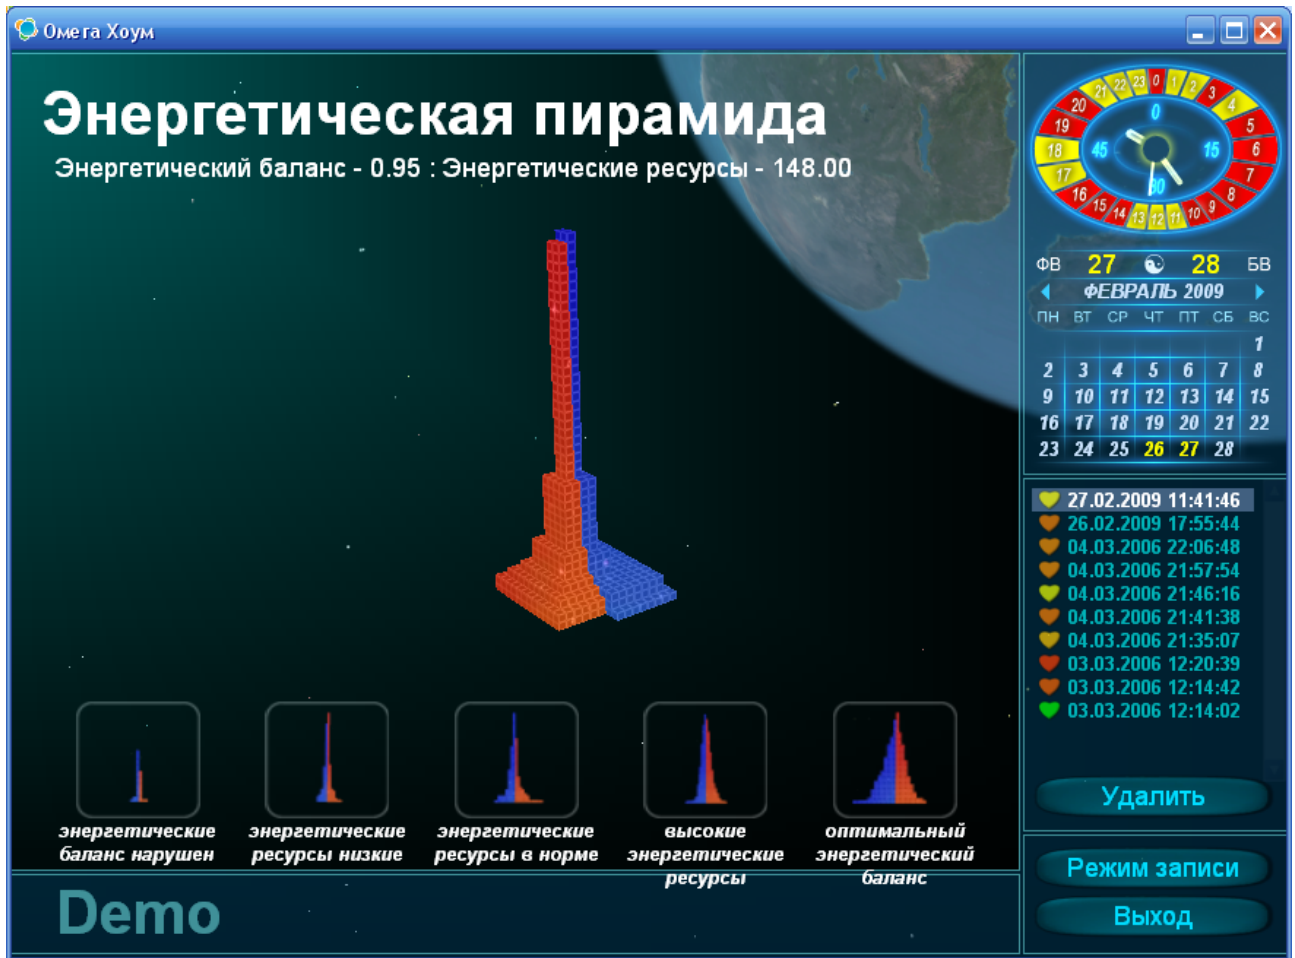 Омега Хоум
Энергетическая пирамида
Энергетический баланс - 0.95 : Энергетические ресурсы - 148.00
энергетические
баланс нарушен
энергетические
ресурсы низкие
энергетические
ресурсы в норме
высокие
энергетические
ресурсы
оптимальный
энергетический
баланс
Demo
0 1 2 3 4 5 6 7 8 9 10 11 12 13 14 15 16 17 18 19 20 21 22 23
0 15 30 45
ФВ 27 28 БВ
ФЕВРАЛЬ 2009
ПН ВТ СР ЧТ ПТ СБ ВС
1
2 3 4 5 6 7 8
9 10 11 12 13 14 15
16 17 18 19 20 21 22
23 24 25 26 27 28
27.02.2009 11:41:46
26.02.2009 17:55:44
04.03.2006 22:06:48
04.03.2006 21:57:54
04.03.2006 21:46:16
04.03.2006 21:41:38
04.03.2006 21:35:07
03.03.2006 12:20:39
03.03.2006 12:14:42
03.03.2006 12:14:02
Удалить
Режим записи
Выход